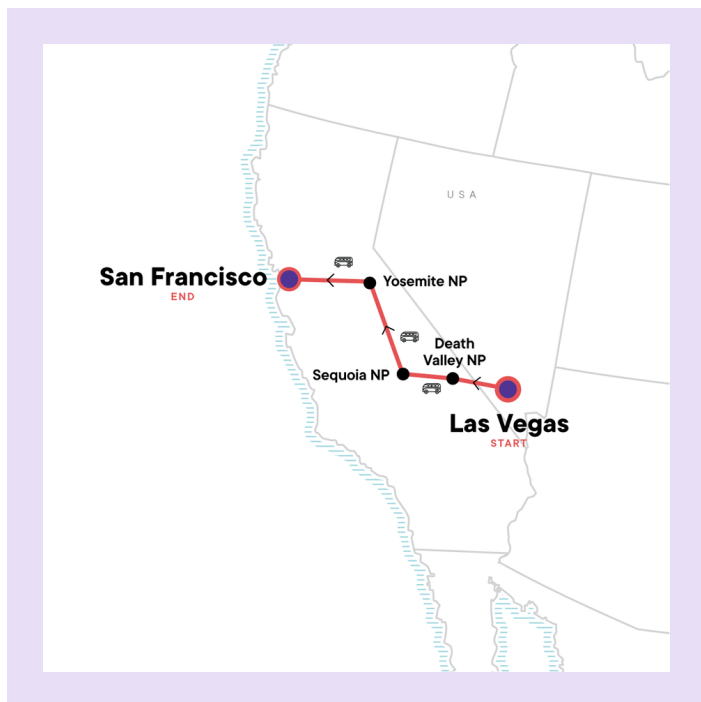 USA
San Francisco
END
Yosemite NP
Death
Valley NP
Sequoia NP
Las Vegas
START